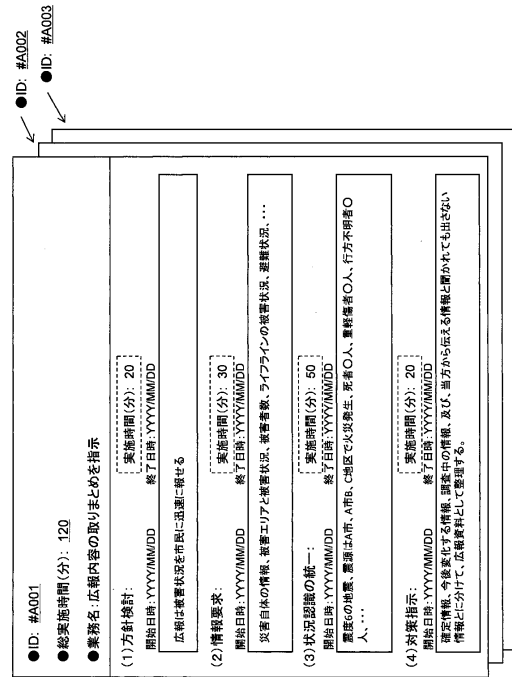 ●ID: #A001
●ID: #A002
●ID: #A003
●総実施時間(分): 120
●業務名:広報内容の取りまとめを指示
(1)方針検討: 実施時間(分): 20
開始日時:YYYY/MM/DD 終了日時:YYYY/MM/DD
広報は被害状況を市民に迅速に報せる
(2)情報要求: 実施時間(分): 30
開始日時:YYYY/MM/DD 終了日時:YYYY/MM/DD
災害自体の情報、被害エリアと被害状況、被害者数、ライフラインの被害状況、避難状況、・・・
(3)状況認識の統一: 実施時間(分): 50
開始日時:YYYY/MM/DD 終了日時:YYYY/MM/DD
震度6の地震、震源はA市、A市B、C地区で火災発生、死者〇人、重軽傷者〇人、行方不明者〇
人、・・・
(4)対策指示: 実施時間(分): 20
開始日時:YYYY/MM/DD 終了日時:YYYY/MM/DD
確定情報、今後変化する情報、調査中の情報、及び、当方から伝える情報と聞かれても出さない
情報とに分けて、広報資料として整理する。